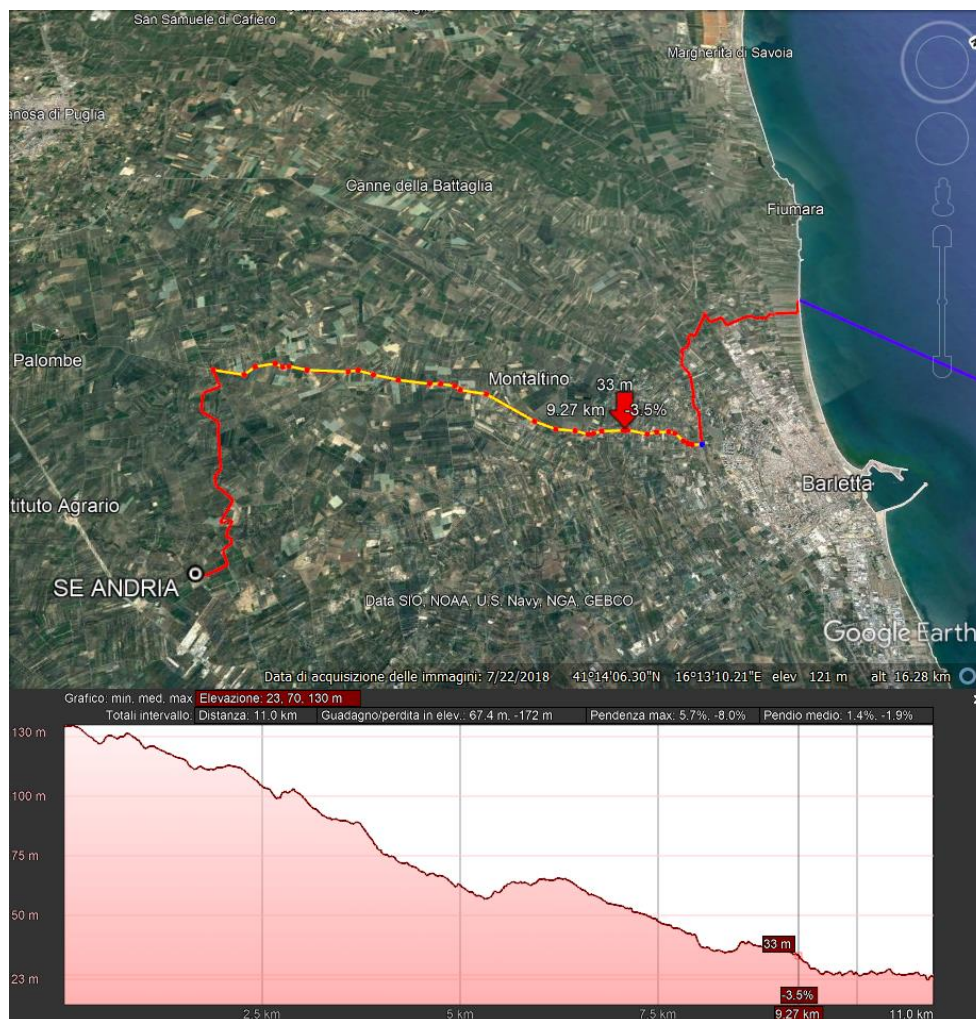 San Samuele di Cafiero
Margherita di Savoia
anosa di Puglia
Canne della Battaglia
Fiumara
Palombe
Montaltino
33 m
9.27 km -3.5%
Barletta
tituto Agrario
SE ANDRIA
Data SIO, NOAA, U.S. Navy, NGA, GEBCO
Google Earth
Data di acquisizione delle immagini: 7/22/2018 41°14'06.30"N 16°13'10.21"E elev 121 m alt 16.28 km
Grafico: min. med. max Elevazione: 23, 70, 130 m
Totali intervallo: Distanza: 11.0 km Guadagno/perdita in elev.: 67.4 m. -172 m Pendenza max: 5.7%. -8.0% Pendio medio: 1.4%. -1.9%
130 m
100 m
75 m
50 m
33 m
23 m
-3.5%
2.5 km 5 km 7.5 km 9.27 km 11.0 km